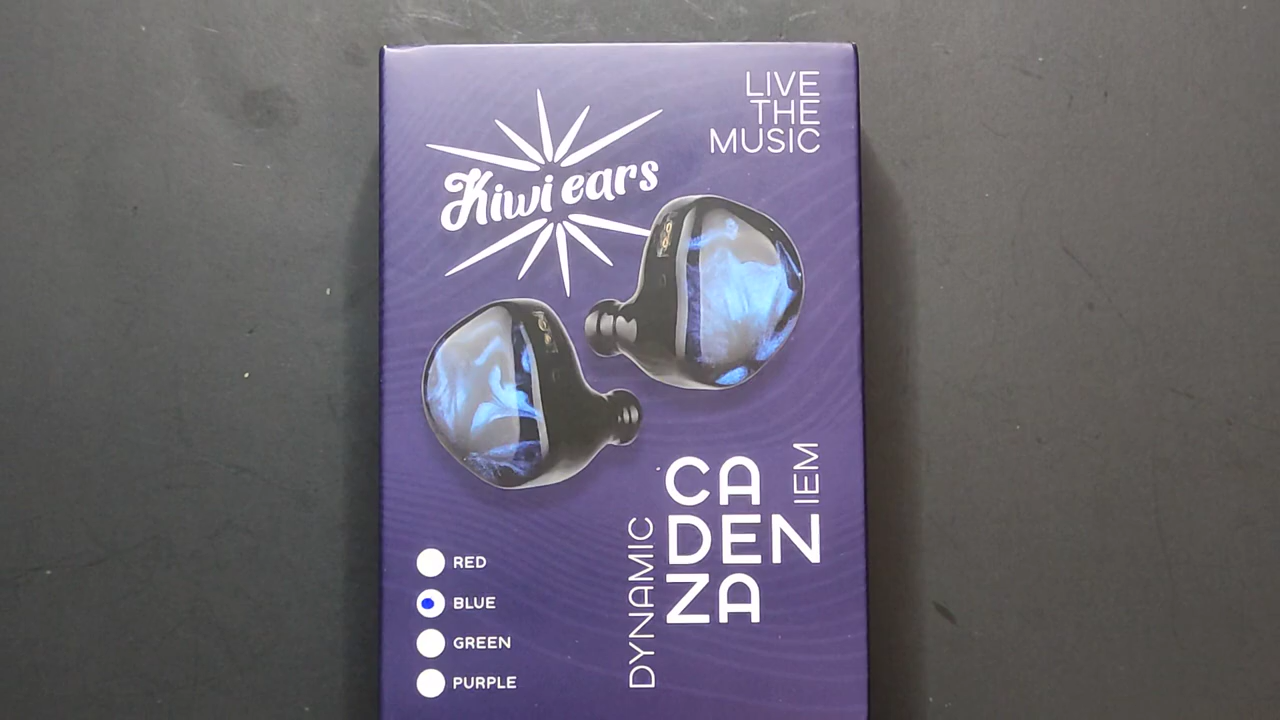 LIVE
THE
MUSIC
Kiwi ears
CA
DEN
ZA
IEM
DYNAMIC
RED
BLUE
GREEN
PURPLE